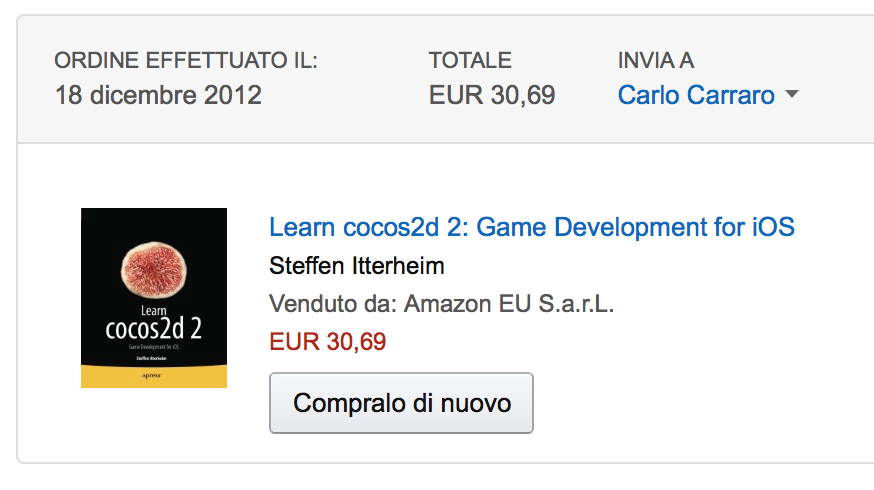 ORDINE EFFETTUATO IL:
18 dicembre 2012
TOTALE
EUR 30,69
INVIA A
Carlo Carraro
Learn cocos2d 2: Game Development for iOS
Steffen Itterheim
Venduto da: Amazon EU S.a.r.L.
EUR 30,69
Compralo di nuovo
Learn
cocos2d 2
Game Development for iOS
Steffen Itterheim
apress®